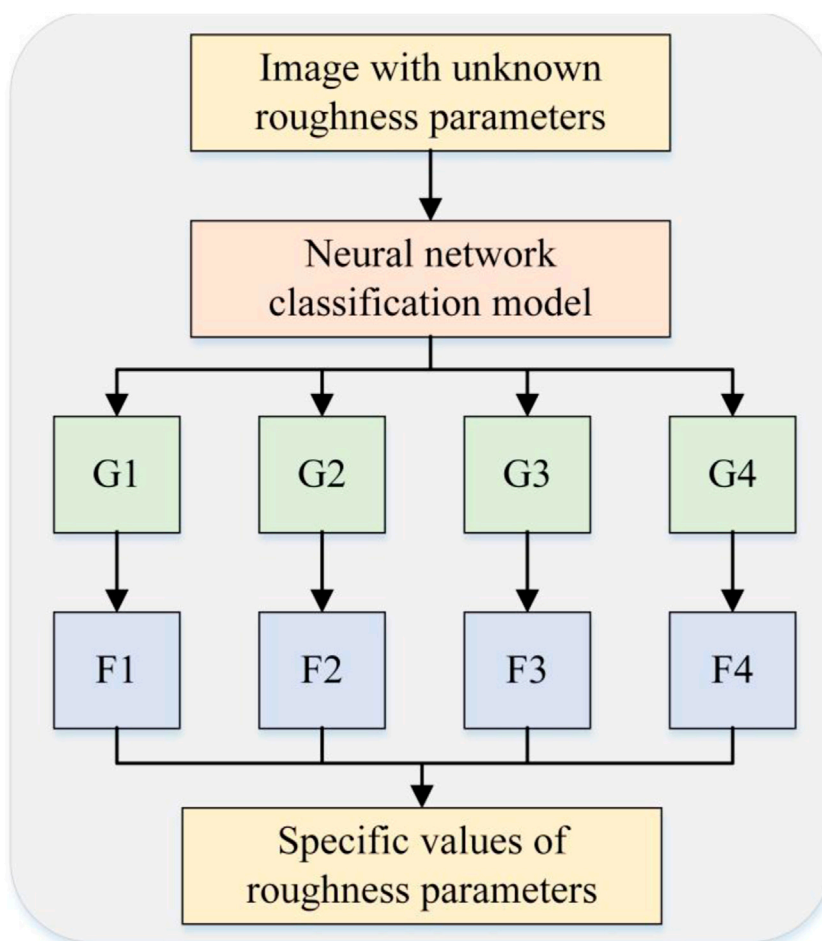 Image with unknown
roughness parameters
Neural network
classification model
G1 G2 G3 G4
F1 F2 F3 F4
Specific values of
roughness parameters